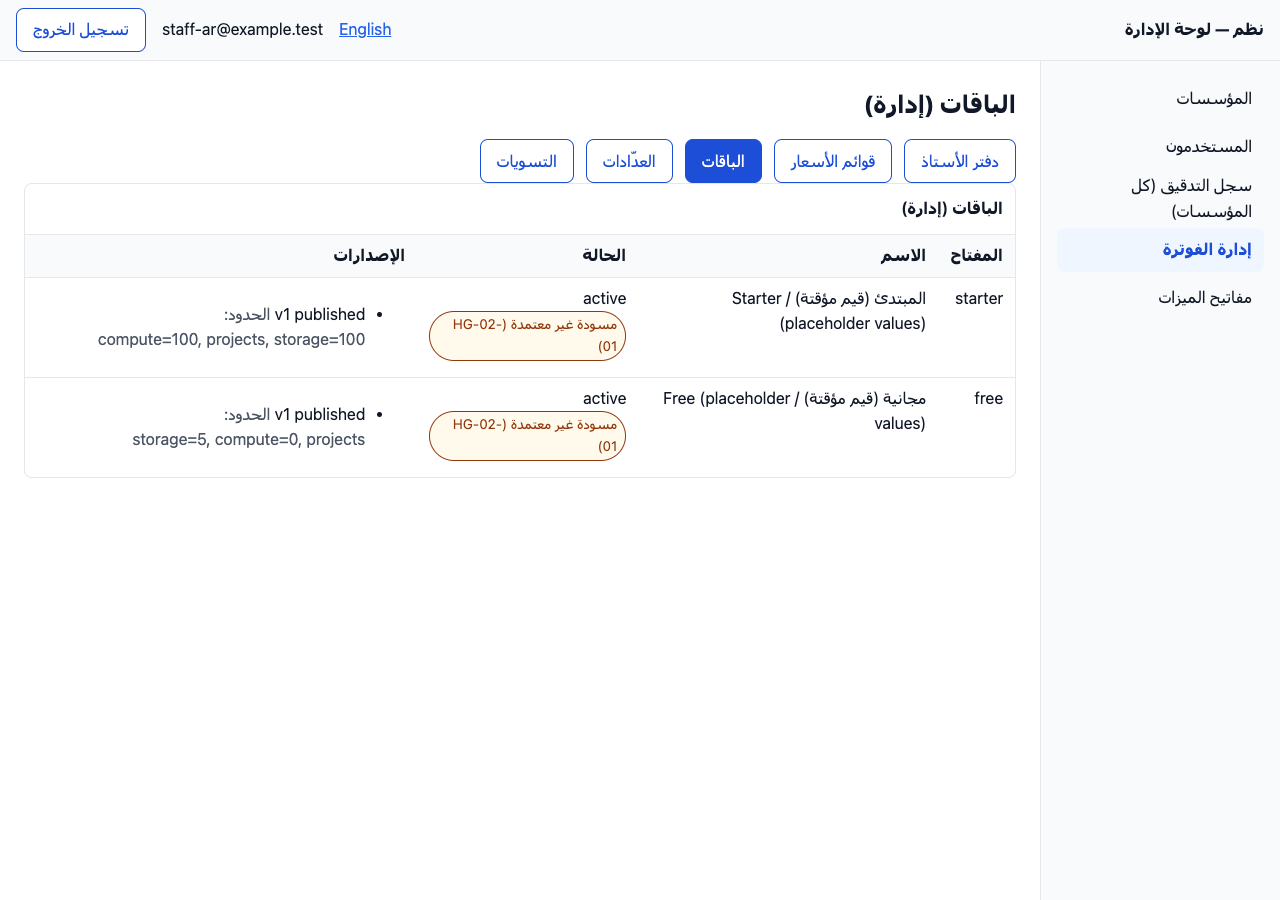 نظم — لوحة الإدارة
English
staff-ar@example.test
تسجيل الخروج
المؤسسات
المستخدمون
سجل التدقيق (كل
المؤسسات)
إدارة الفوترة
مفاتيح الميزات
الباقات (إدارة)
دفتر الأستاذ
قوائم الأسعار
الباقات
العدّادات
التسويات
الباقات (إدارة)
المفتاح
الاسم
الحالة
الإصدارات
starter
المبتدئ (قيم مؤقتة) / Starter
(placeholder values)
active
مسودة غير معتمدة (HG-02-
01)
v1 published الحدود:
compute=100, projects, storage=100
free
مجانية (قيم مؤقتة) / Free (placeholder
values)
active
مسودة غير معتمدة (HG-02-
01)
v1 published الحدود:
storage=5, compute=0, projects